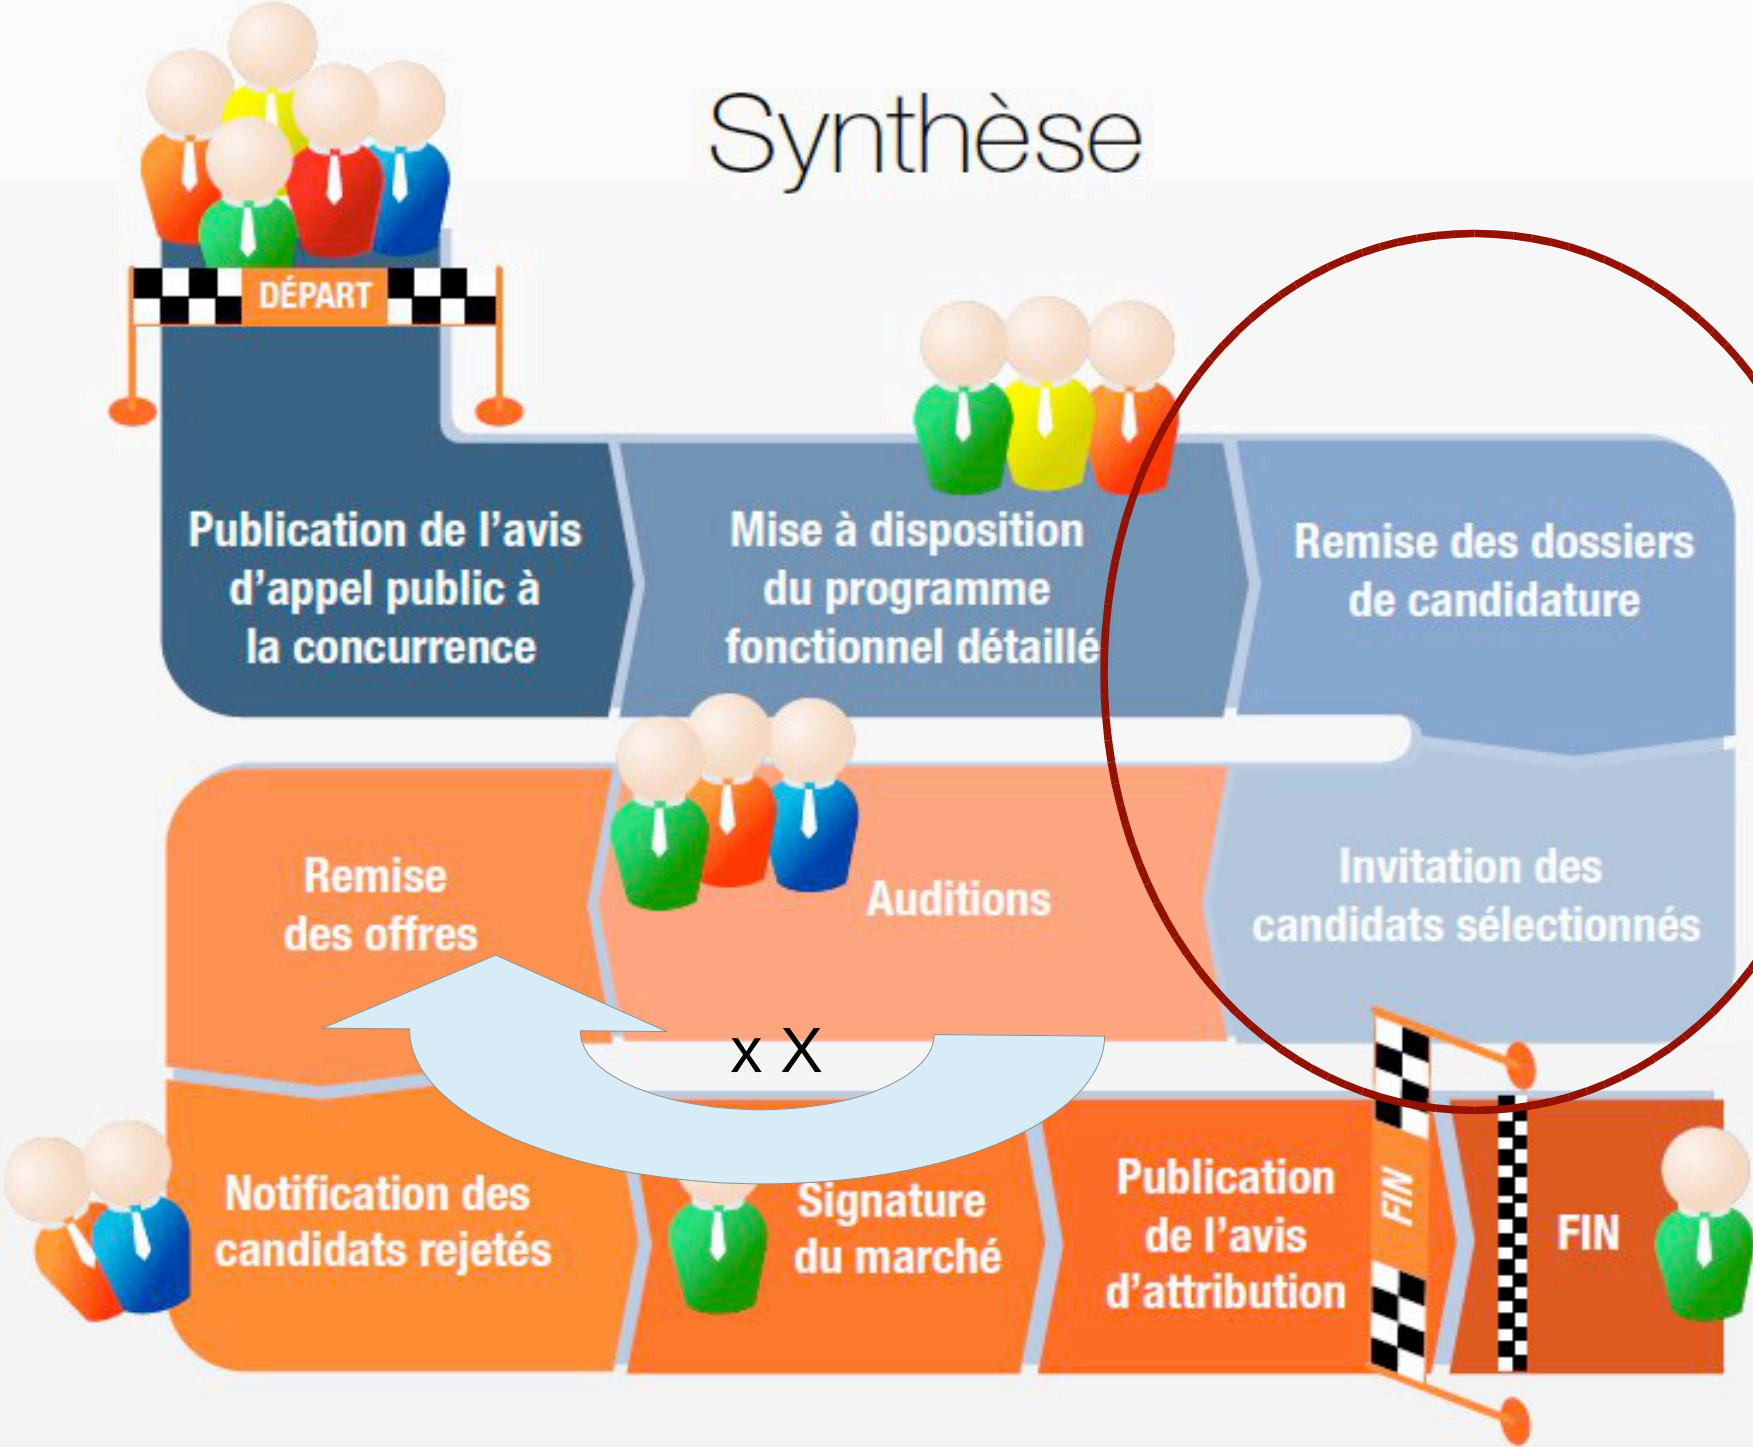 Synthèse
DÉPART
Publication de l’avis
d’appel public à
la concurrence
Mise à disposition
du programme
fonctionnel détaillé
Remise des dossiers
de candidature
Invitation des
candidats sélectionnés
Auditions
Remise
des offres
x X
Notification des
candidats rejetés
Signature
du marché
Publication
de l’avis
d’attribution
FIN
FIN